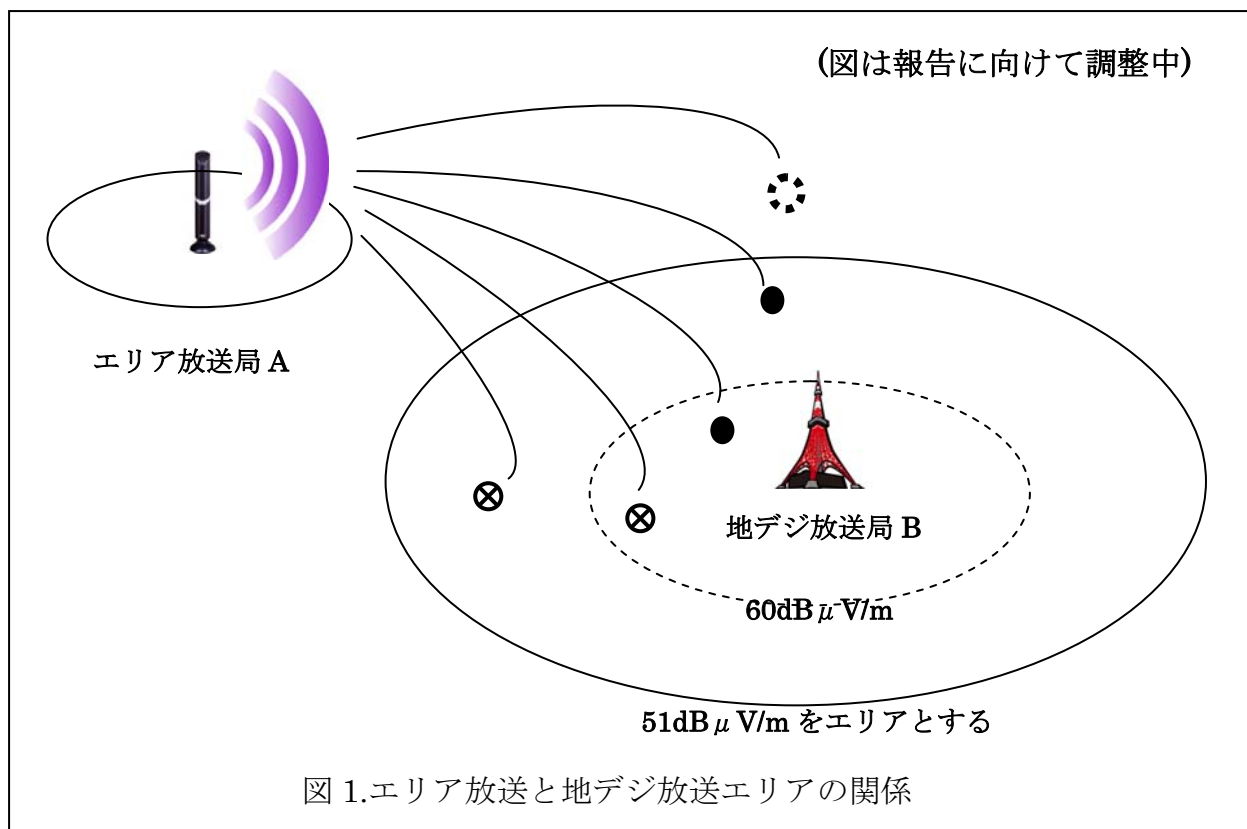 (図は報告に向けて調整中)
エリア放送局 A
地デジ放送局 B
60dBμV/m
51dBμV/m をエリアとする
図 1.エリア放送と地デジ放送エリアの関係